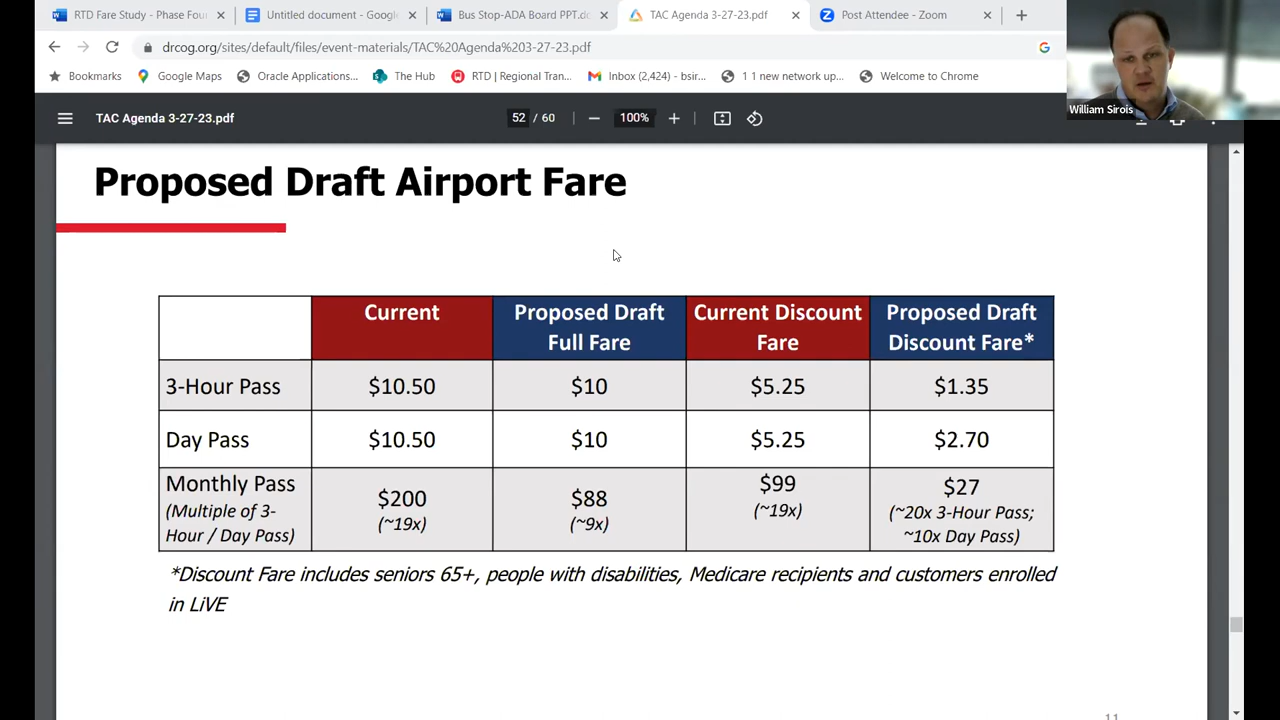 RTD Fare Study - Phase Four
Untitled document - Google
Bus Stop-ADA Board PPT.do
TAC Agenda 3-27-23.pdf
Post Attendee - Zoom
drcog.org/sites/default/files/event-materials/TAC%20Agenda%203-27-23.pdf
Bookmarks
Google Maps
Oracle Applications...
The Hub
RTD | Regional Tran...
Inbox (2,424) - bsir...
1 1 new network up...
Welcome to Chrome
William Sirois
TAC Agenda 3-27-23.pdf
52 / 60
100%
Proposed Draft Airport Fare
Current
Proposed Draft
Full Fare
Current Discount
Fare
Proposed Draft
Discount Fare*
3-Hour Pass
$10.50
$10
$5.25
$1.35
Day Pass
$10.50
$10
$5.25
$2.70
Monthly Pass
(Multiple of 3-
Hour / Day Pass)
$200
(~19x)
$88
(~9x)
$99
(~19x)
$27
(~20x 3-Hour Pass;
~10x Day Pass)
*Discount Fare includes seniors 65+, people with disabilities, Medicare recipients and customers enrolled
in LiVE
11